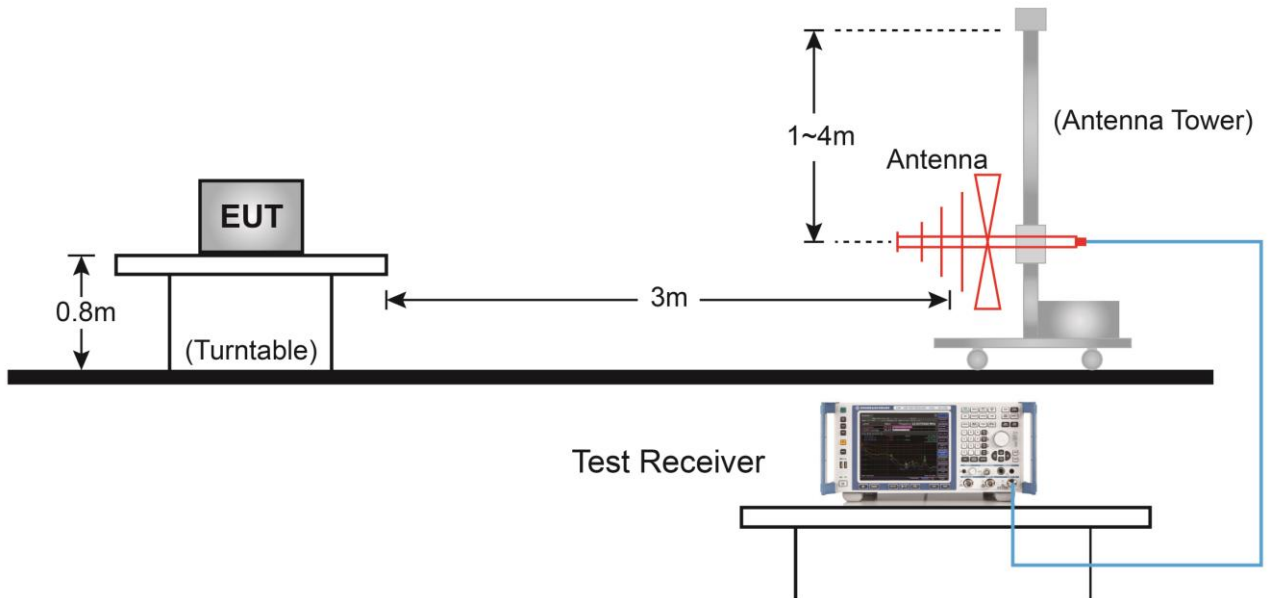 1~4m
(Antenna Tower)
Antenna
EUT
3m
0.8m
(Turntable)
Test Receiver